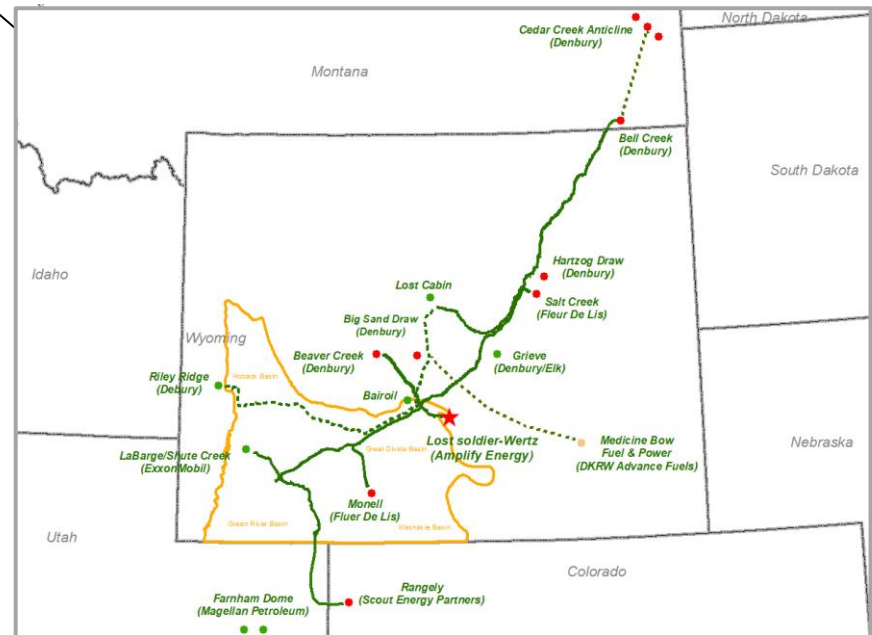 N
North Dakota
Cedar Creek Anticline
(Denbury)
Montana
Bell Creek
(Denbury)
South Dakota
Idaho
Hartzog Draw
(Denbury)
Lost Cabin
Salt Creek
(Fleur De Lis)
Big Sand Draw
(Denbury)
Wyoming
Beaver Creek
(Denbury)
Grieve
(Denbury/Elk)
Hoback Basin
Riley Ridge
(Debury)
Bairoil
Lost soldier-Wertz
(Amplify Energy)
Medicine Bow
Fuel & Power
(DKRW Advance Fuels)
Nebraska
LaBarge/Shute Creek
(ExxonMobil)
Great Divide Basin
Monell
(Fluer De Lis)
Green River Basin
Washakie Basin
Utah
Colorado
Rangely
(Scout Energy Partners)
Farnham Dome
(Magellan Petroleum)